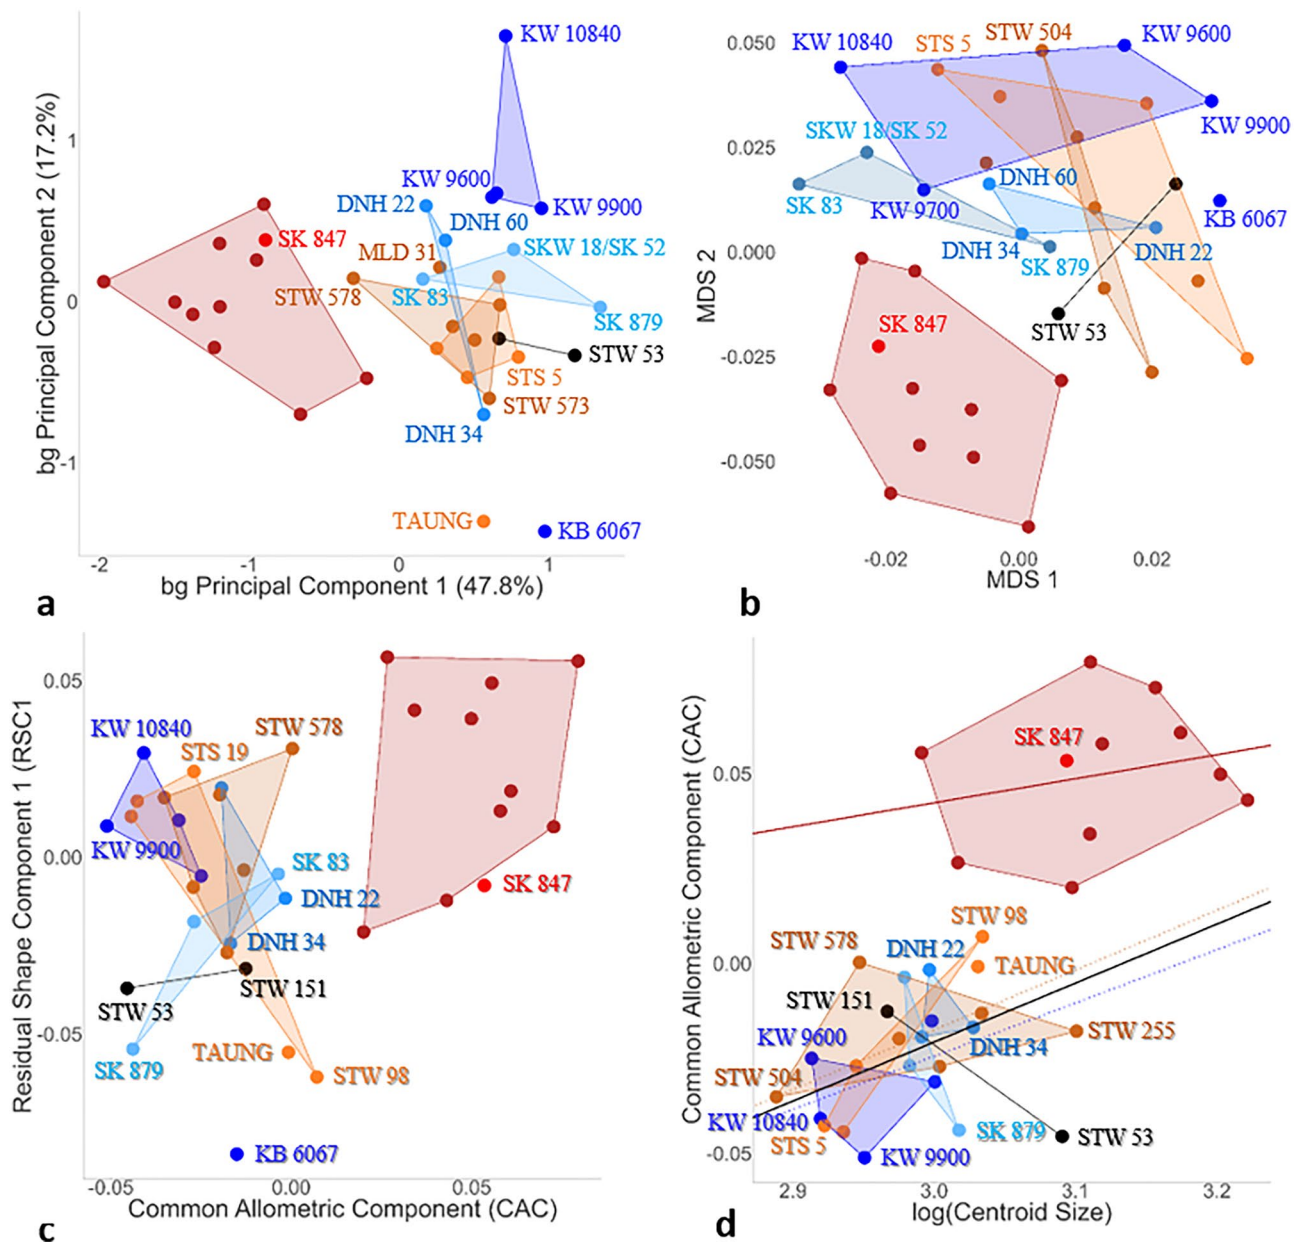 KW 10840
1
KW 9600
DNH 22
KW 9900
DNH 60
SK 847
MLD 31
SKW 18/SK 52
0
STW 578
SK 83
SK 879
STW 53
STS 5
STW 573
DNH 34
-1
TAUNG
KB 6067
-2
-1
0
1
bg Principal Component 1 (47.8%)
bg Principal Component 2 (17.2%)
a
STW 504
0.050
KW 10840
STS 5
KW 9600
KW 9900
SKW 18/SK 52
0.025
DNH 60
SK 83
KW 9700
KB 6067
0.000
DNH 34
DNH 22
SK 879
MDS 2
SK 847
STW 53
-0.025
-0.050
-0.02
0.00
0.02
MDS 1
b
0.05
KW 10840
STW 578
STS 19
0.00
KW 9900
SK 83
SK 847
DNH 22
DNH 34
STW 151
STW 53
-0.05
TAUNG
SK 879
STW 98
KB 6067
-0.05
0.00
0.05
Common Allometric Component (CAC)
Residual Shape Component 1 (RSC1)
c
SK 847
0.05
STW 98
STW 578
DNH 22
0.00
TAUNG
STW 151
STW 255
KW 9600
DNH 34
STW 504
KW 10840
SK 879
STW 53
STS 5
-0.05
KW 9900
2.9
3.0
3.1
3.2
log(Centroid Size)
Common Allometric Component (CAC)
d